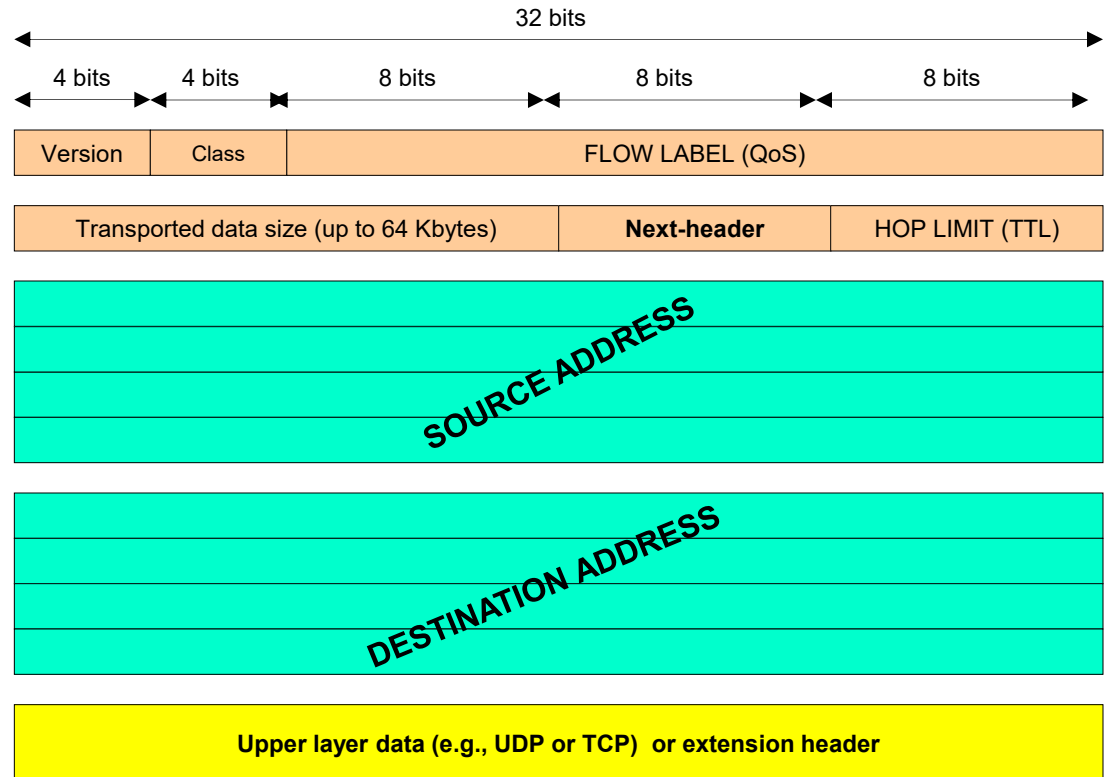 32 bits
4 bits 4 bits 8 bits 8 bits 8 bits
Version Class FLOW LABEL (QoS)
Transported data size (up to 64 Kbytes) Next-header HOP LIMIT (TTL)
SOURCE ADDRESS
DESTINATION ADDRESS
Upper layer data (e.g., UDP or TCP) or extension header